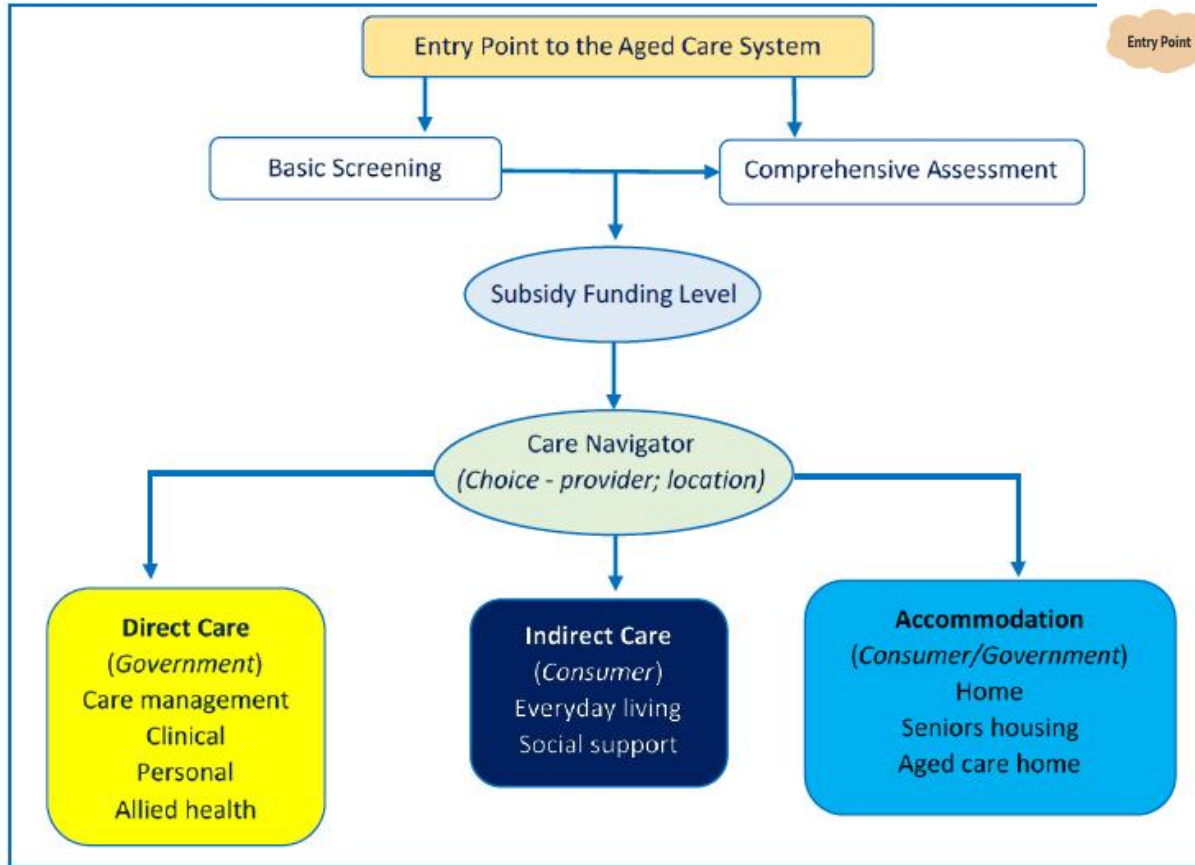 Entry Point to the Aged Care System
Entry Point
Basic Screening
Comprehensive Assessment
Subsidy Funding Level
Care Navigator
(Choice - provider; location)
Direct Care
(Government)
Care management
Clinical
Personal
Allied health
Indirect Care
(Consumer)
Everyday living
Social support
Accommodation
(Consumer/Government)
Home
Seniors housing
Aged care home